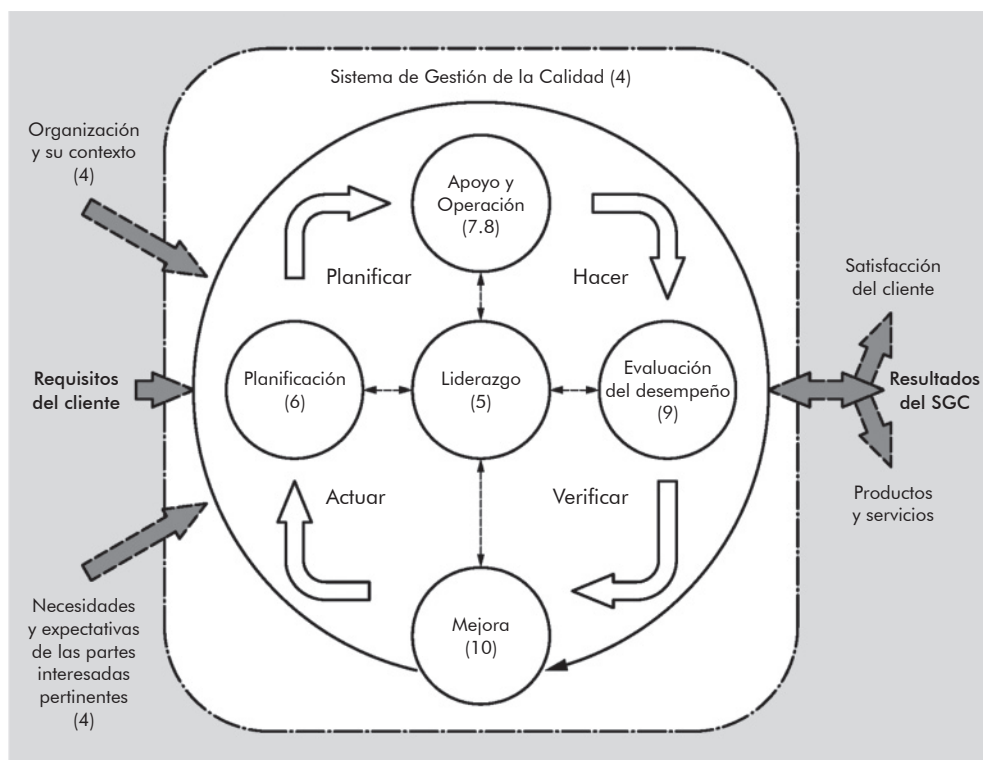 Sistema de Gestión de la Calidad (4)
Organización
y su contexto
(4)
Apoyo y
Operación
(7.8)
Planificar
Hacer
Satisfacción
del cliente
Requisitos
del cliente
Planificación
(6)
Liderazgo
(5)
Evaluación
del desempeño
(9)
Resultados
del SGC
Actuar
Verificar
Productos
y servicios
Necesidades
y expectativas
de las partes
interesadas
pertinentes
(4)
Mejora
(10)